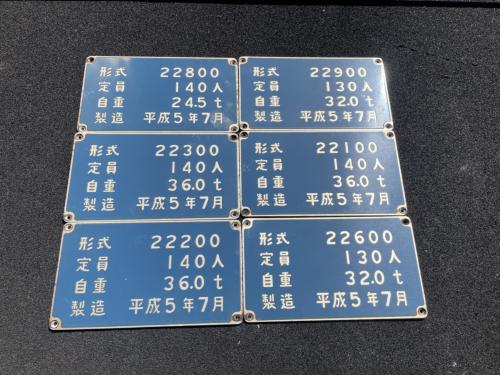 形式 22800
定員 140人
自重 24.5 t
製造 平成5年7月
形式 22900
定員 130人
自重 32.0 t
製造 平成5年7月
形式 22300
定員 140人
自重 36.0 t
製造 平成5年7月
形式 22100
定員 140人
自重 36.0 t
製造 平成5年7月
形式 22200
定員 140人
自重 36.0 t
製造 平成5年7月
形式 22600
定員 130人
自重 32.0 t
製造 平成5年7月